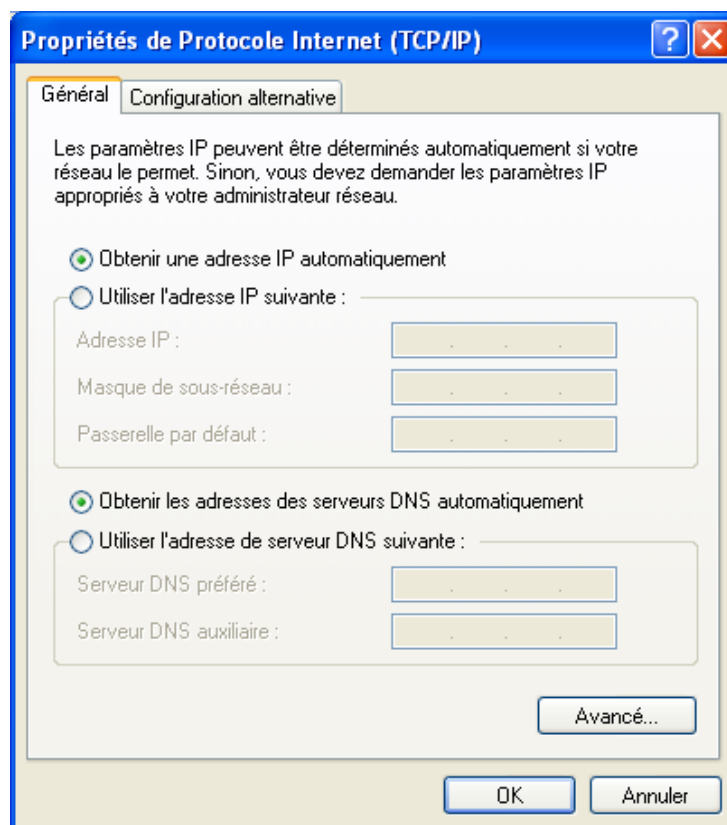 Propriétés de Protocole Internet (TCP/IP)
Général
Configuration alternative
Les paramètres IP peuvent être déterminés automatiquement si votre
réseau le permet. Sinon, vous devez demander les paramètres IP
appropriés à votre administrateur réseau.
Obtenir une adresse IP automatiquement
Utiliser l'adresse IP suivante :
Adresse IP :
Masque de sous-réseau :
Passerelle par défaut :
Obtenir les adresses des serveurs DNS automatiquement
Utiliser l'adresse de serveur DNS suivante :
Serveur DNS préféré :
Serveur DNS auxiliaire :
Avancé...
OK
Annuler